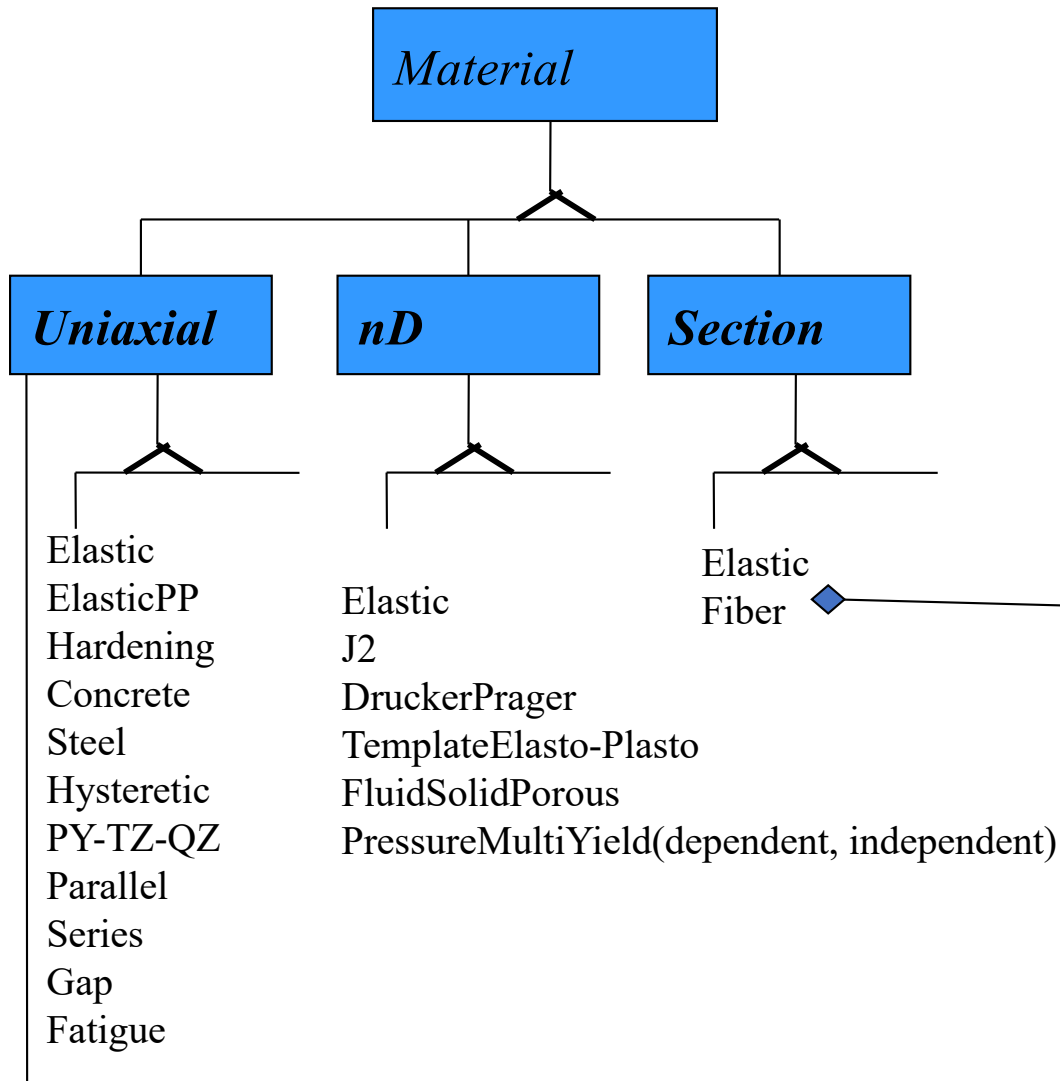 Material
Uniaxial
nD
Section
Elastic
ElasticPP
Hardening
Concrete
Steel
Hysteretic
PY-TZ-QZ
Parallel
Series
Gap
Fatigue
Elastic
J2
DruckerPrager
TemplateElasto-Plasto
FluidSolidPorous
PressureMultiYield(dependent, independent)
Elastic
Fiber